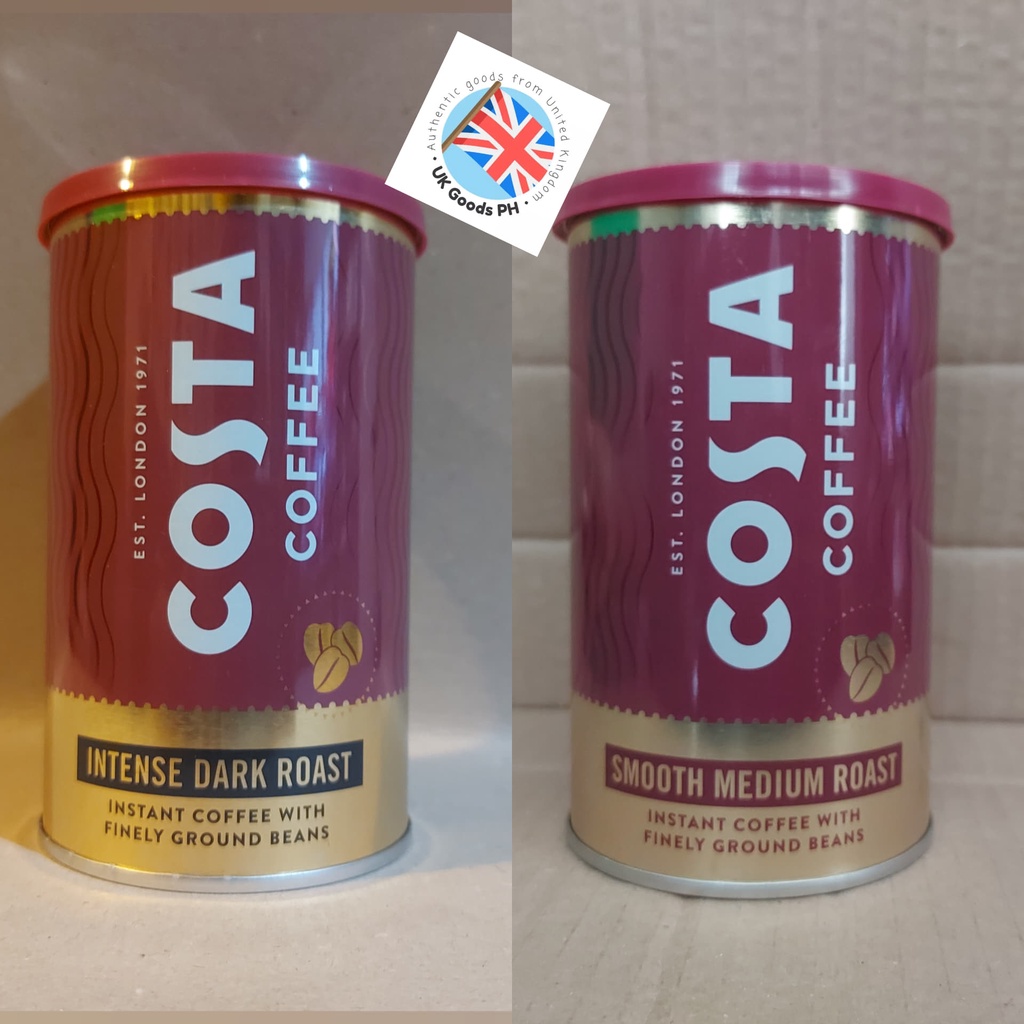 Authentic goods from United Kingdom
• UK Goods PH •
EST. LONDON 1971
COSTA
COFFEE
INTENSE DARK ROAST
INSTANT COFFEE WITH
FINELY GROUND BEANS
EST. LONDON 1971
COSTA
COFFEE
SMOOTH MEDIUM ROAST
INSTANT COFFEE WITH
FINELY GROUND BEANS